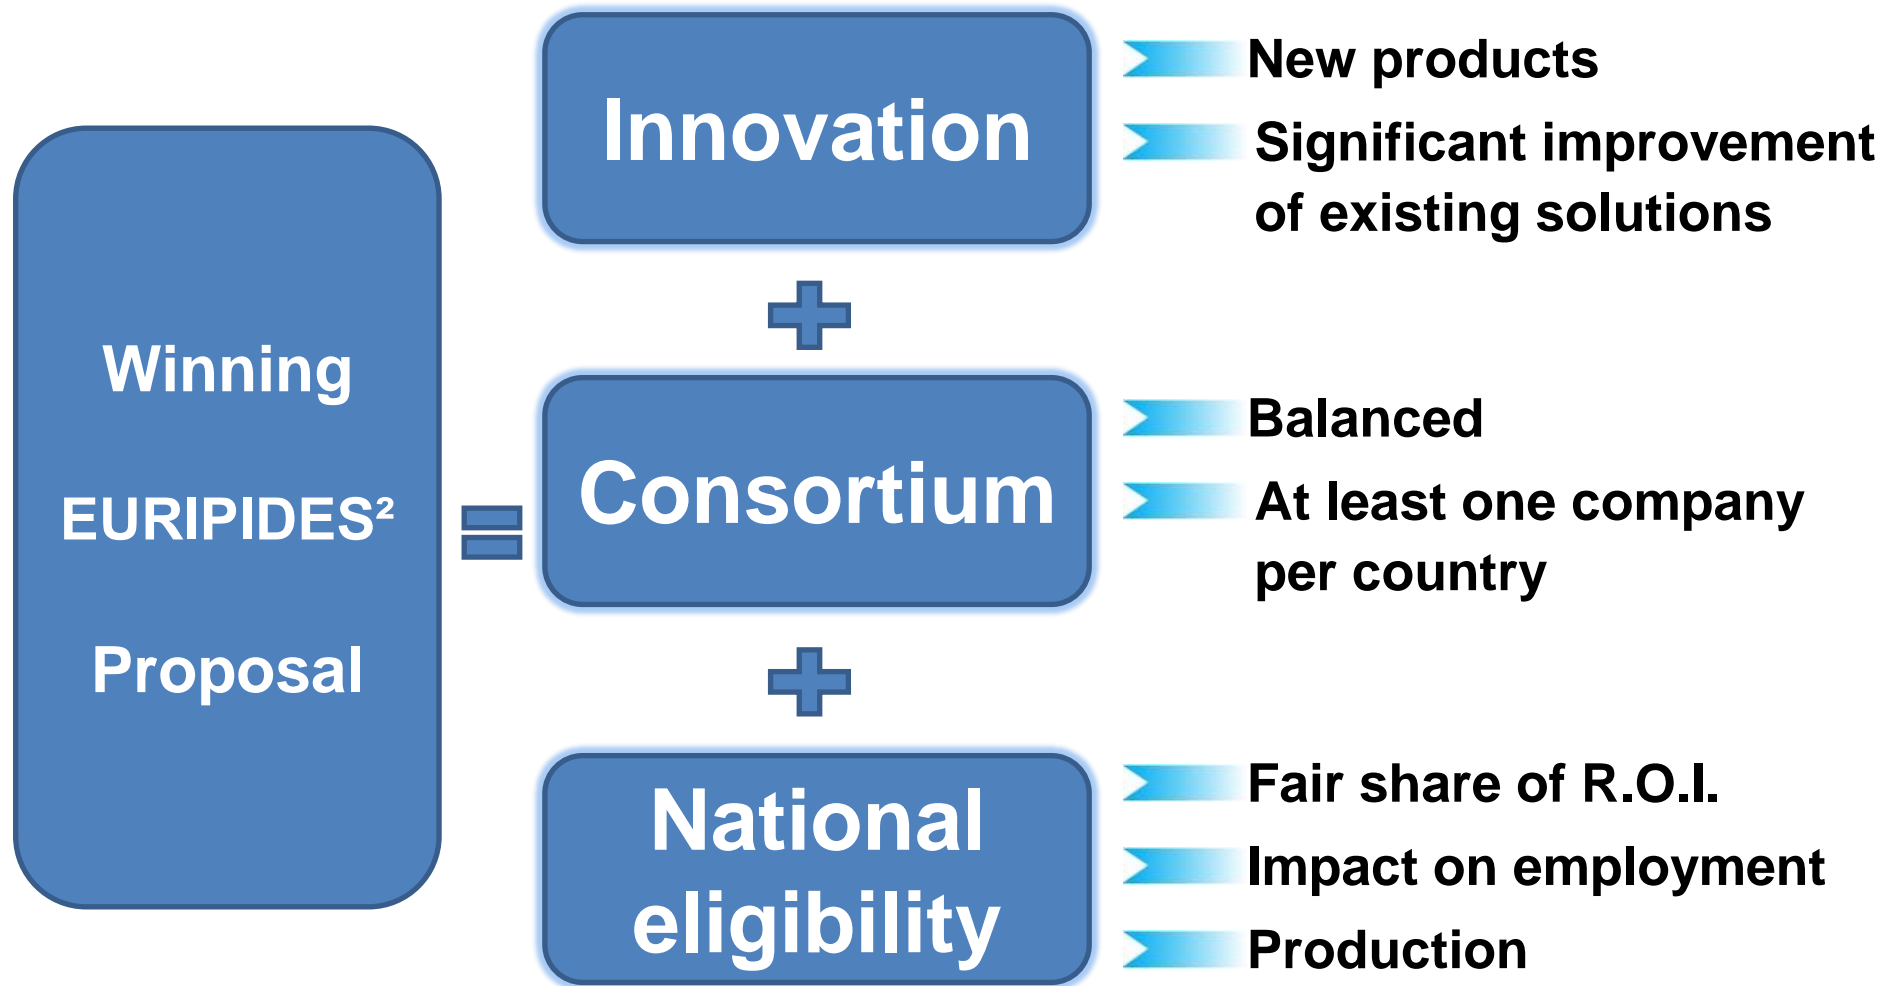 Winning
EURIPIDES²
Proposal
Innovation
New products
Significant improvement
of existing solutions
Consortium
Balanced
At least one company
per country
National
eligibility
Fair share of R.O.I.
Impact on employment
Production